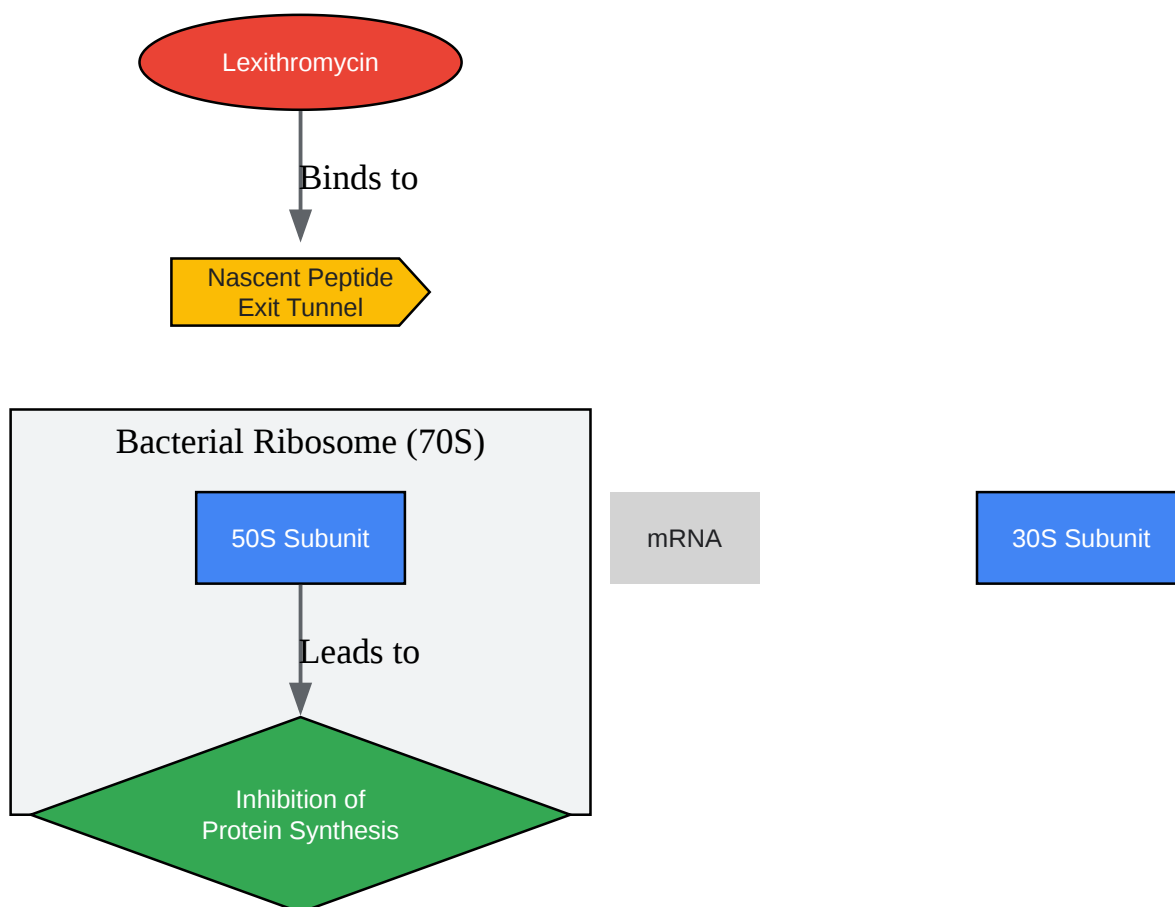 Lexithromycin
Binds to
Nascent Peptide
Exit Tunnel
Bacterial Ribosome (70S)
50S Subunit
mRNA
30S Subunit
Leads to
Inhibition of
Protein Synthesis